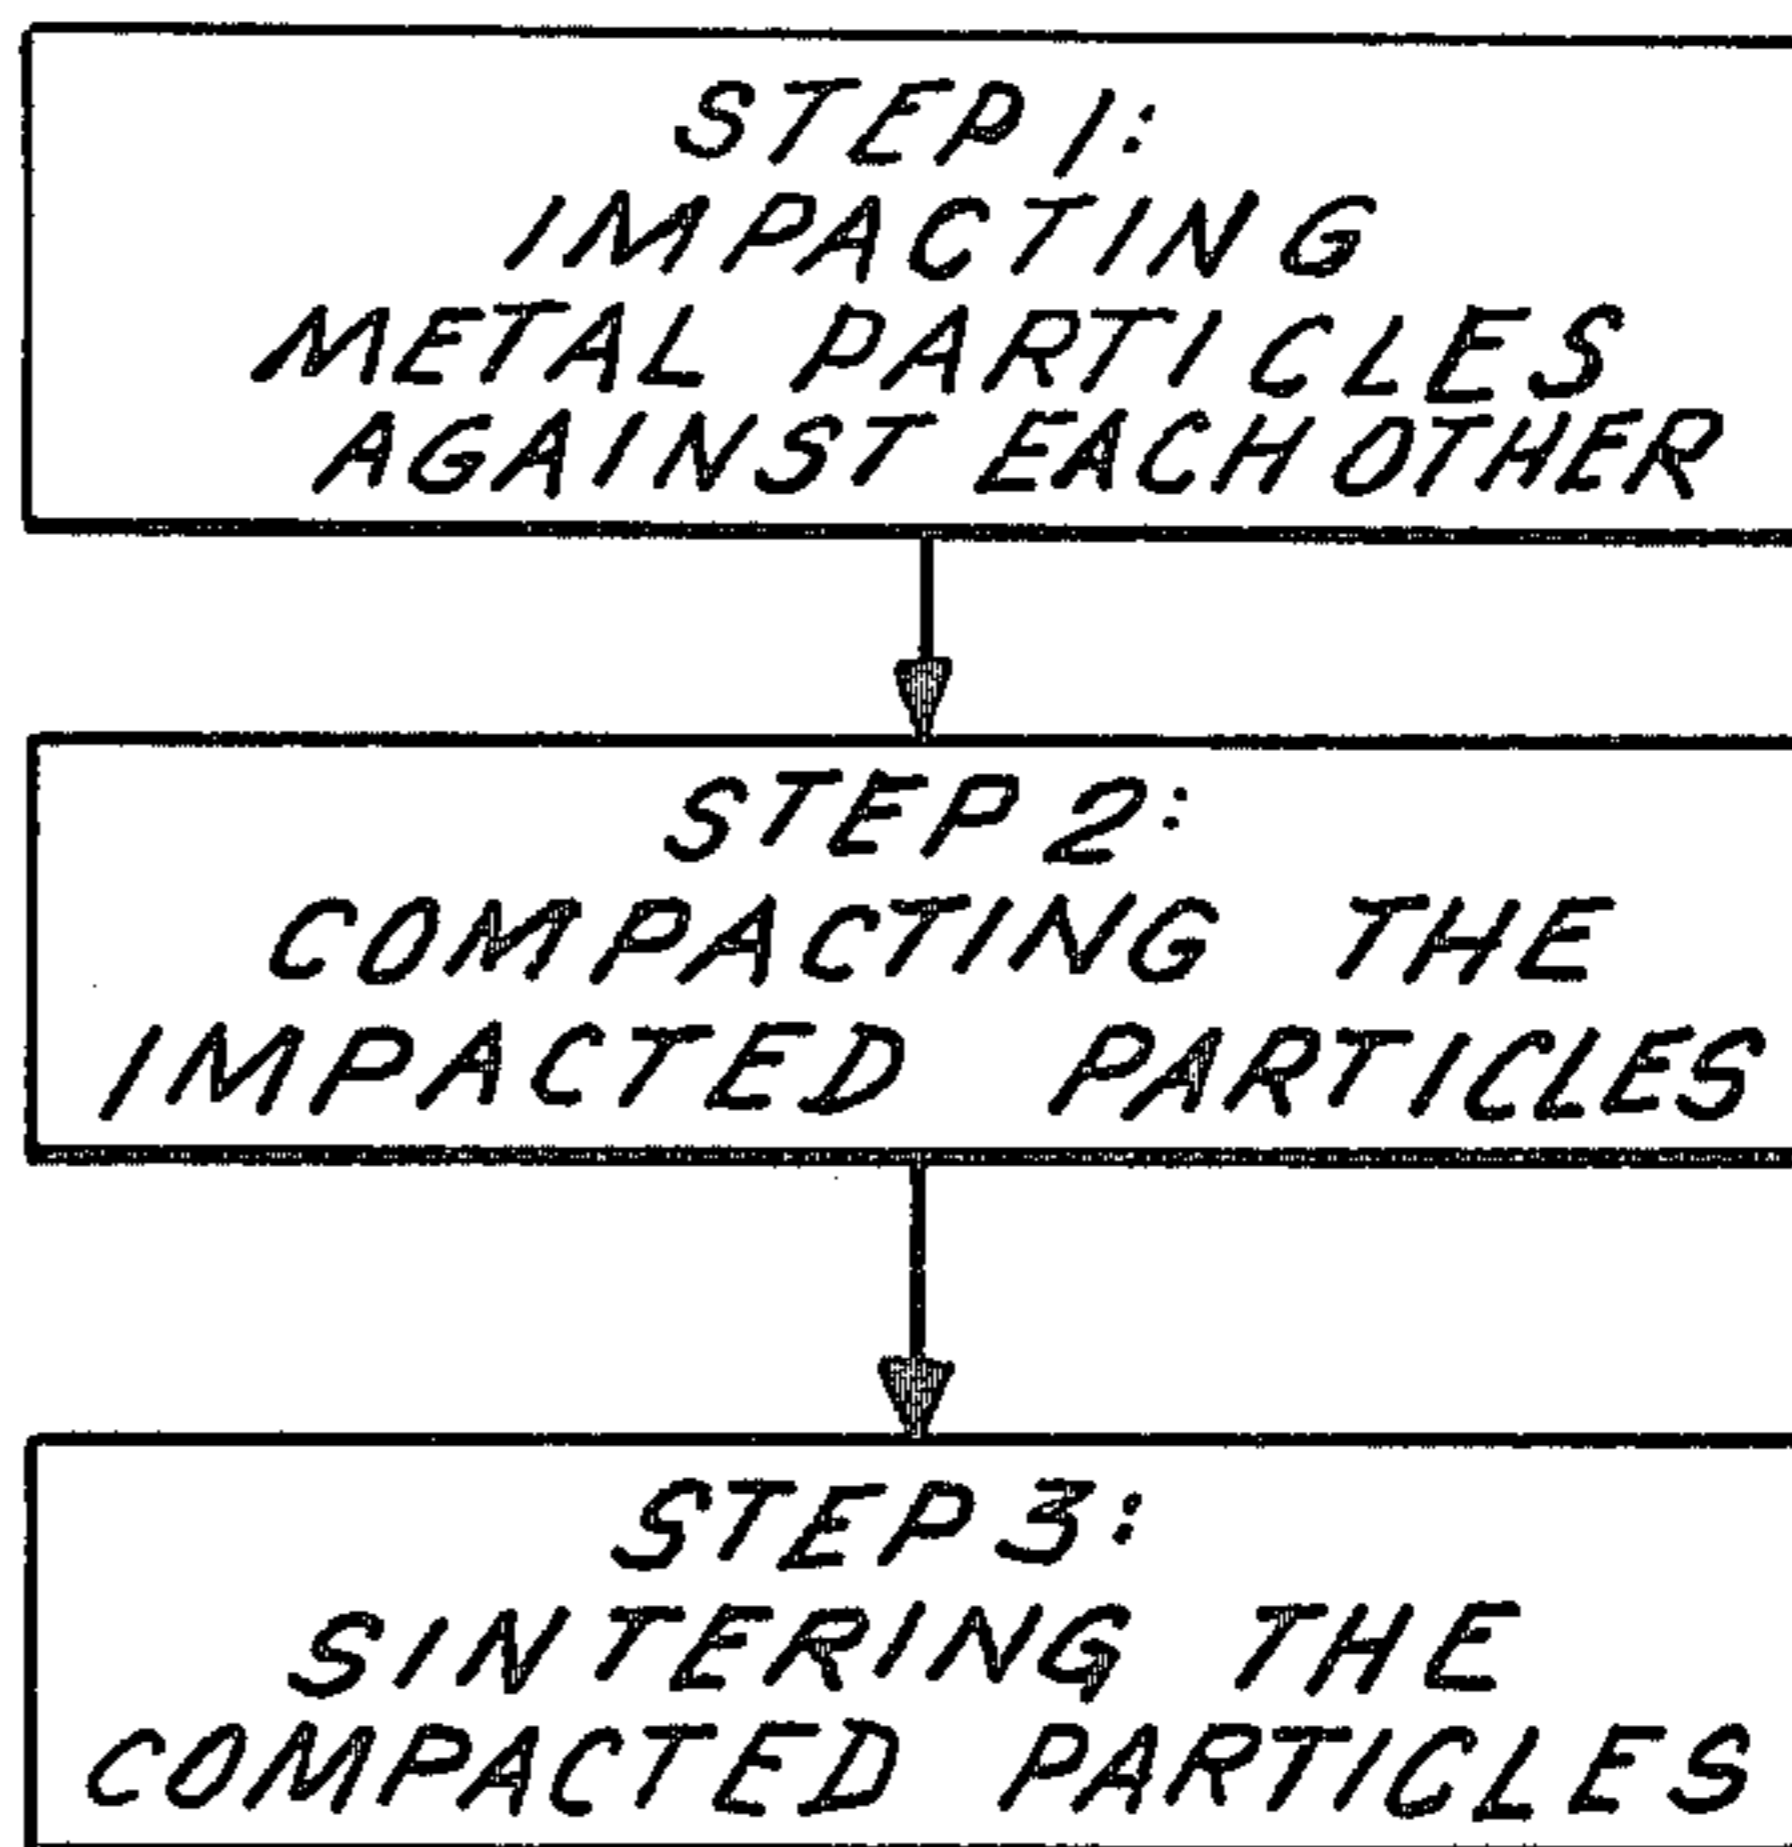 STEP 1:
IMPACTING
METAL PARTICLES
AGAINST EACH OTHER
STEP 2:
COMPACTING THE
IMPACTED PARTICLES
STEP 3:
SINTERING THE
COMPACTED PARTICLES